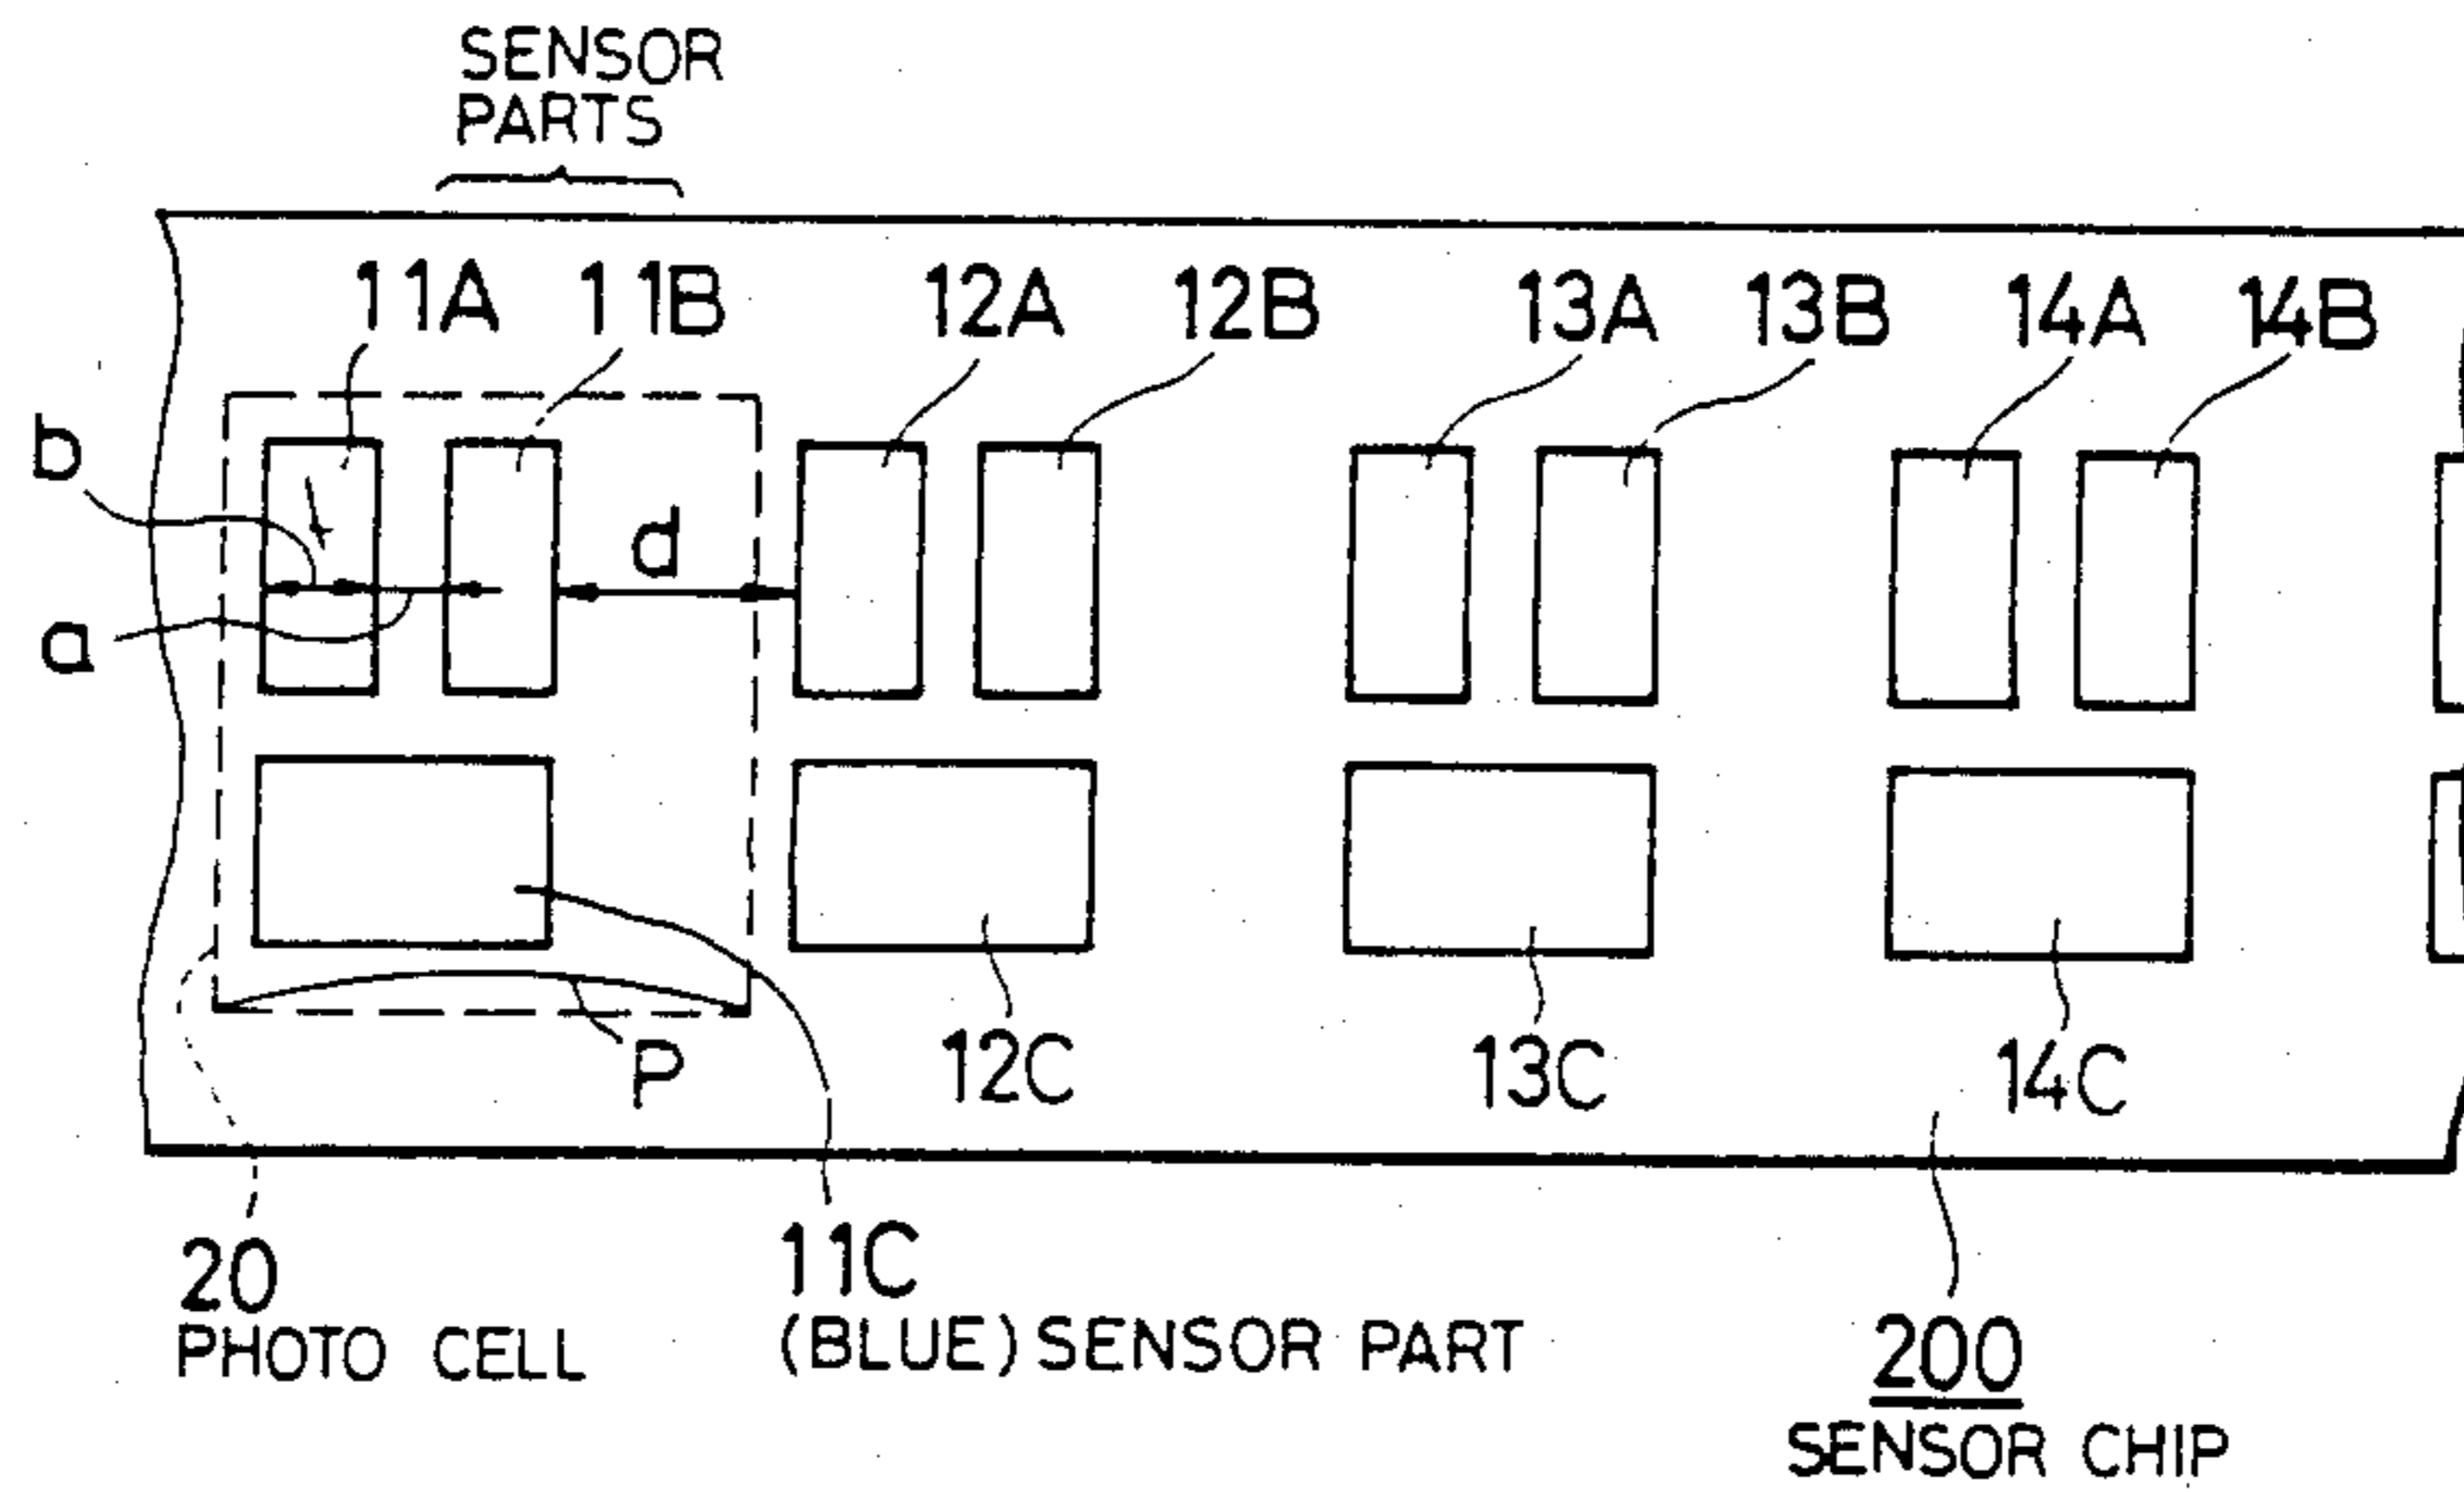 SENSOR
PARTS
11A 11B 12A 12B 13A 13B 14A 14B
b
d
a
P
12C 13C 14C
20
PHOTO CELL
11C
(BLUE) SENSOR PART
200
SENSOR CHIP